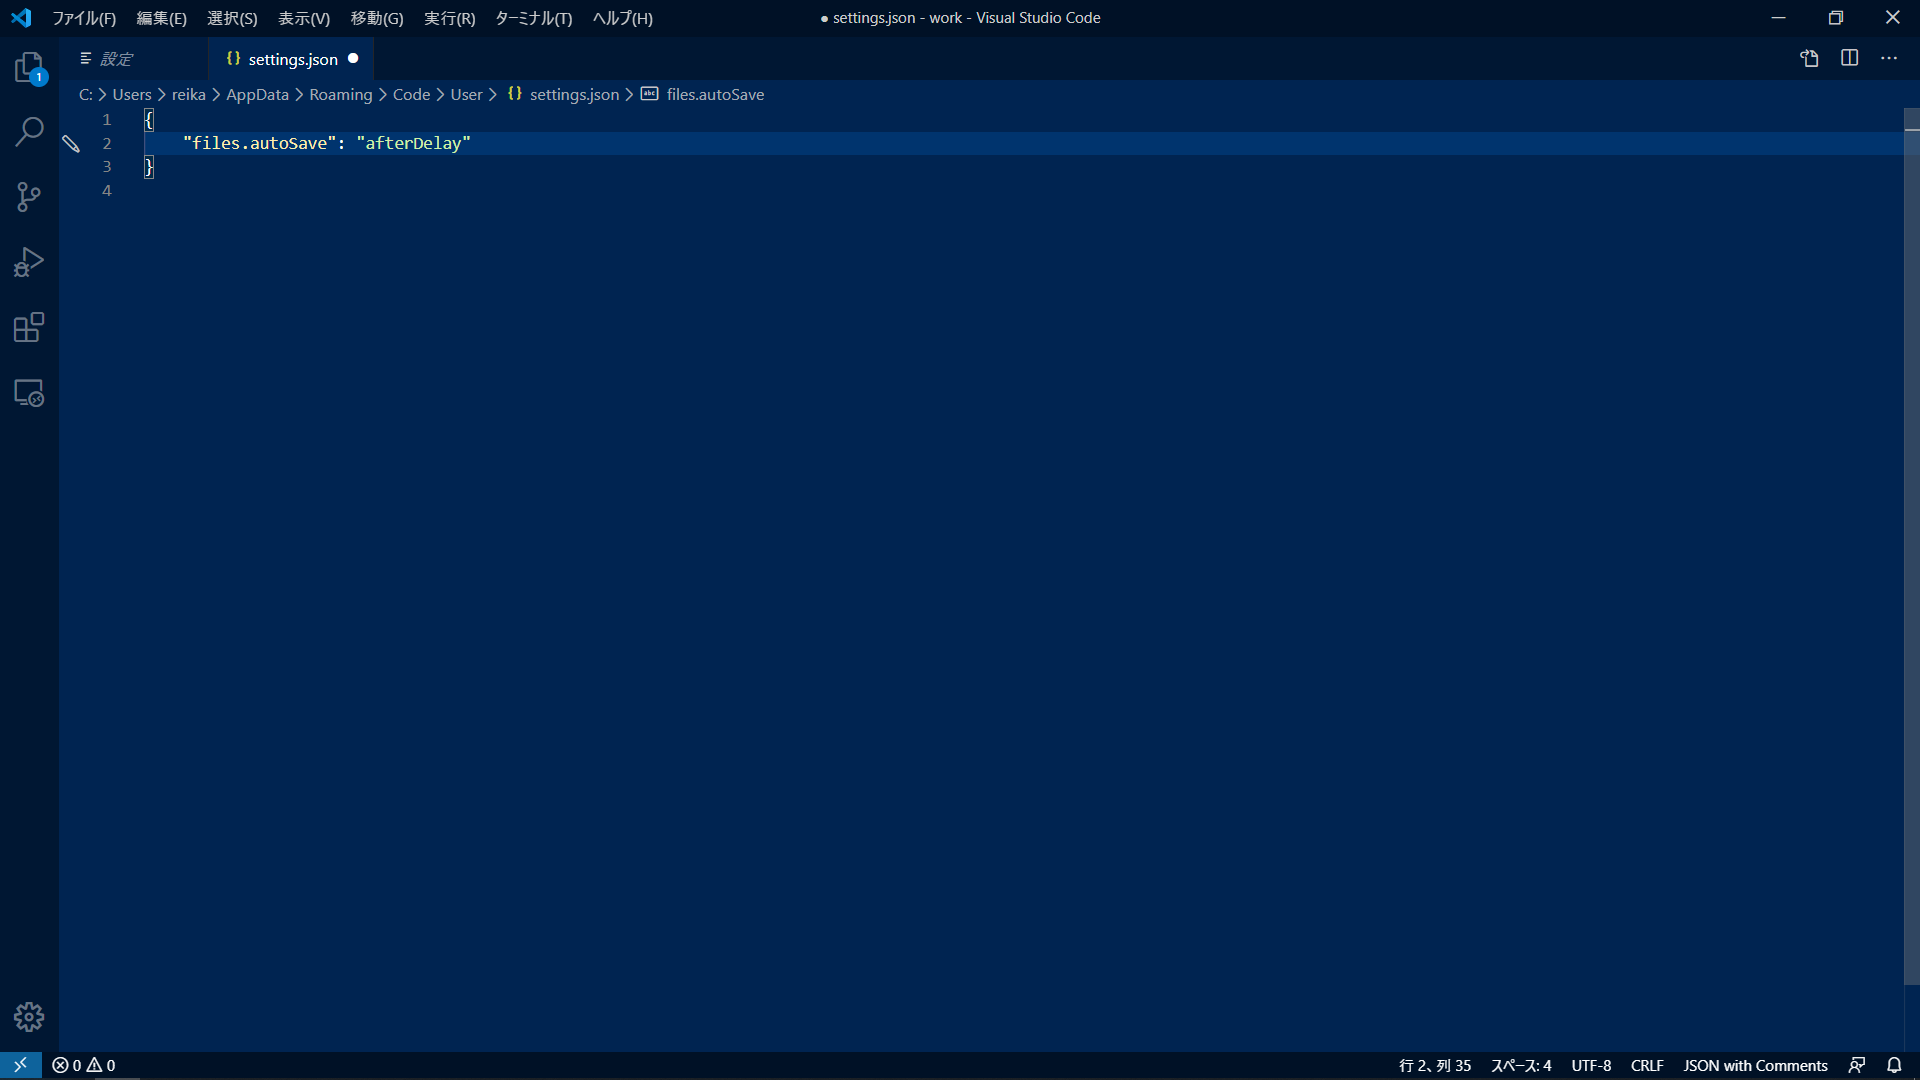 ファイル(F) 編集(E) 選択(S) 表示(V) 移動(G) 実行(R) ターミナル(T) ヘルプ(H) ● settings.json - work - Visual Studio Code
設定 {} settings.json ●
C: > Users > reika > AppData > Roaming > Code > User > {} settings.json > abc files.autoSave
1 {
2 "files.autoSave": "afterDelay"
3 }
4
1
0 0 行 2、列 35 スペース: 4 UTF-8 CRLF JSON with Comments